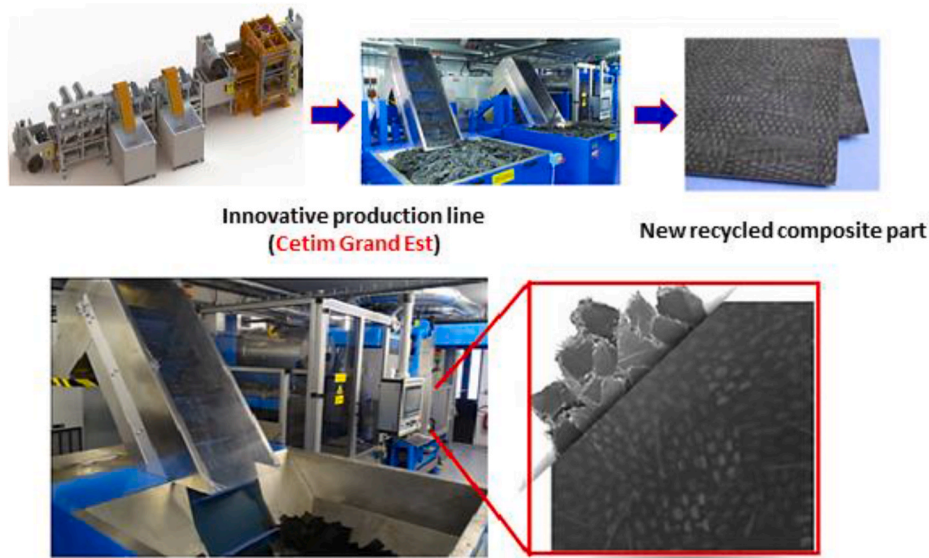 Innovative production line
(Cetim Grand Est)
New recycled composite part